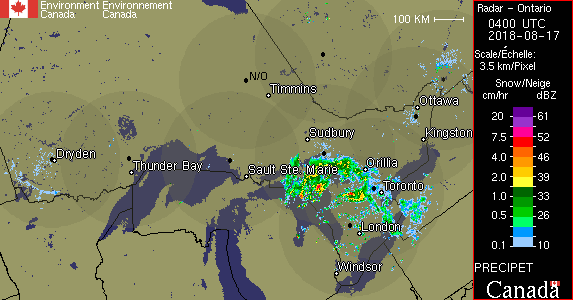 Environment Environnement
Canada Canada
100 KM
N/O
Timmins
Ottawa
Sudbury
Kingston
Dryden
Thunder Bay
Sault Ste. Marie
Orillia
Toronto
London
Windsor
Radar – Ontario
0400 UTC
2018-08-17
Scale/Échelle:
3.5 km/Pixel
Snow/Neige
cm/hr dBZ
20 61
7.5 52
4.0 46
2.0 39
1.0 33
0.5 26
0.1 10
PRECIPET
Canada